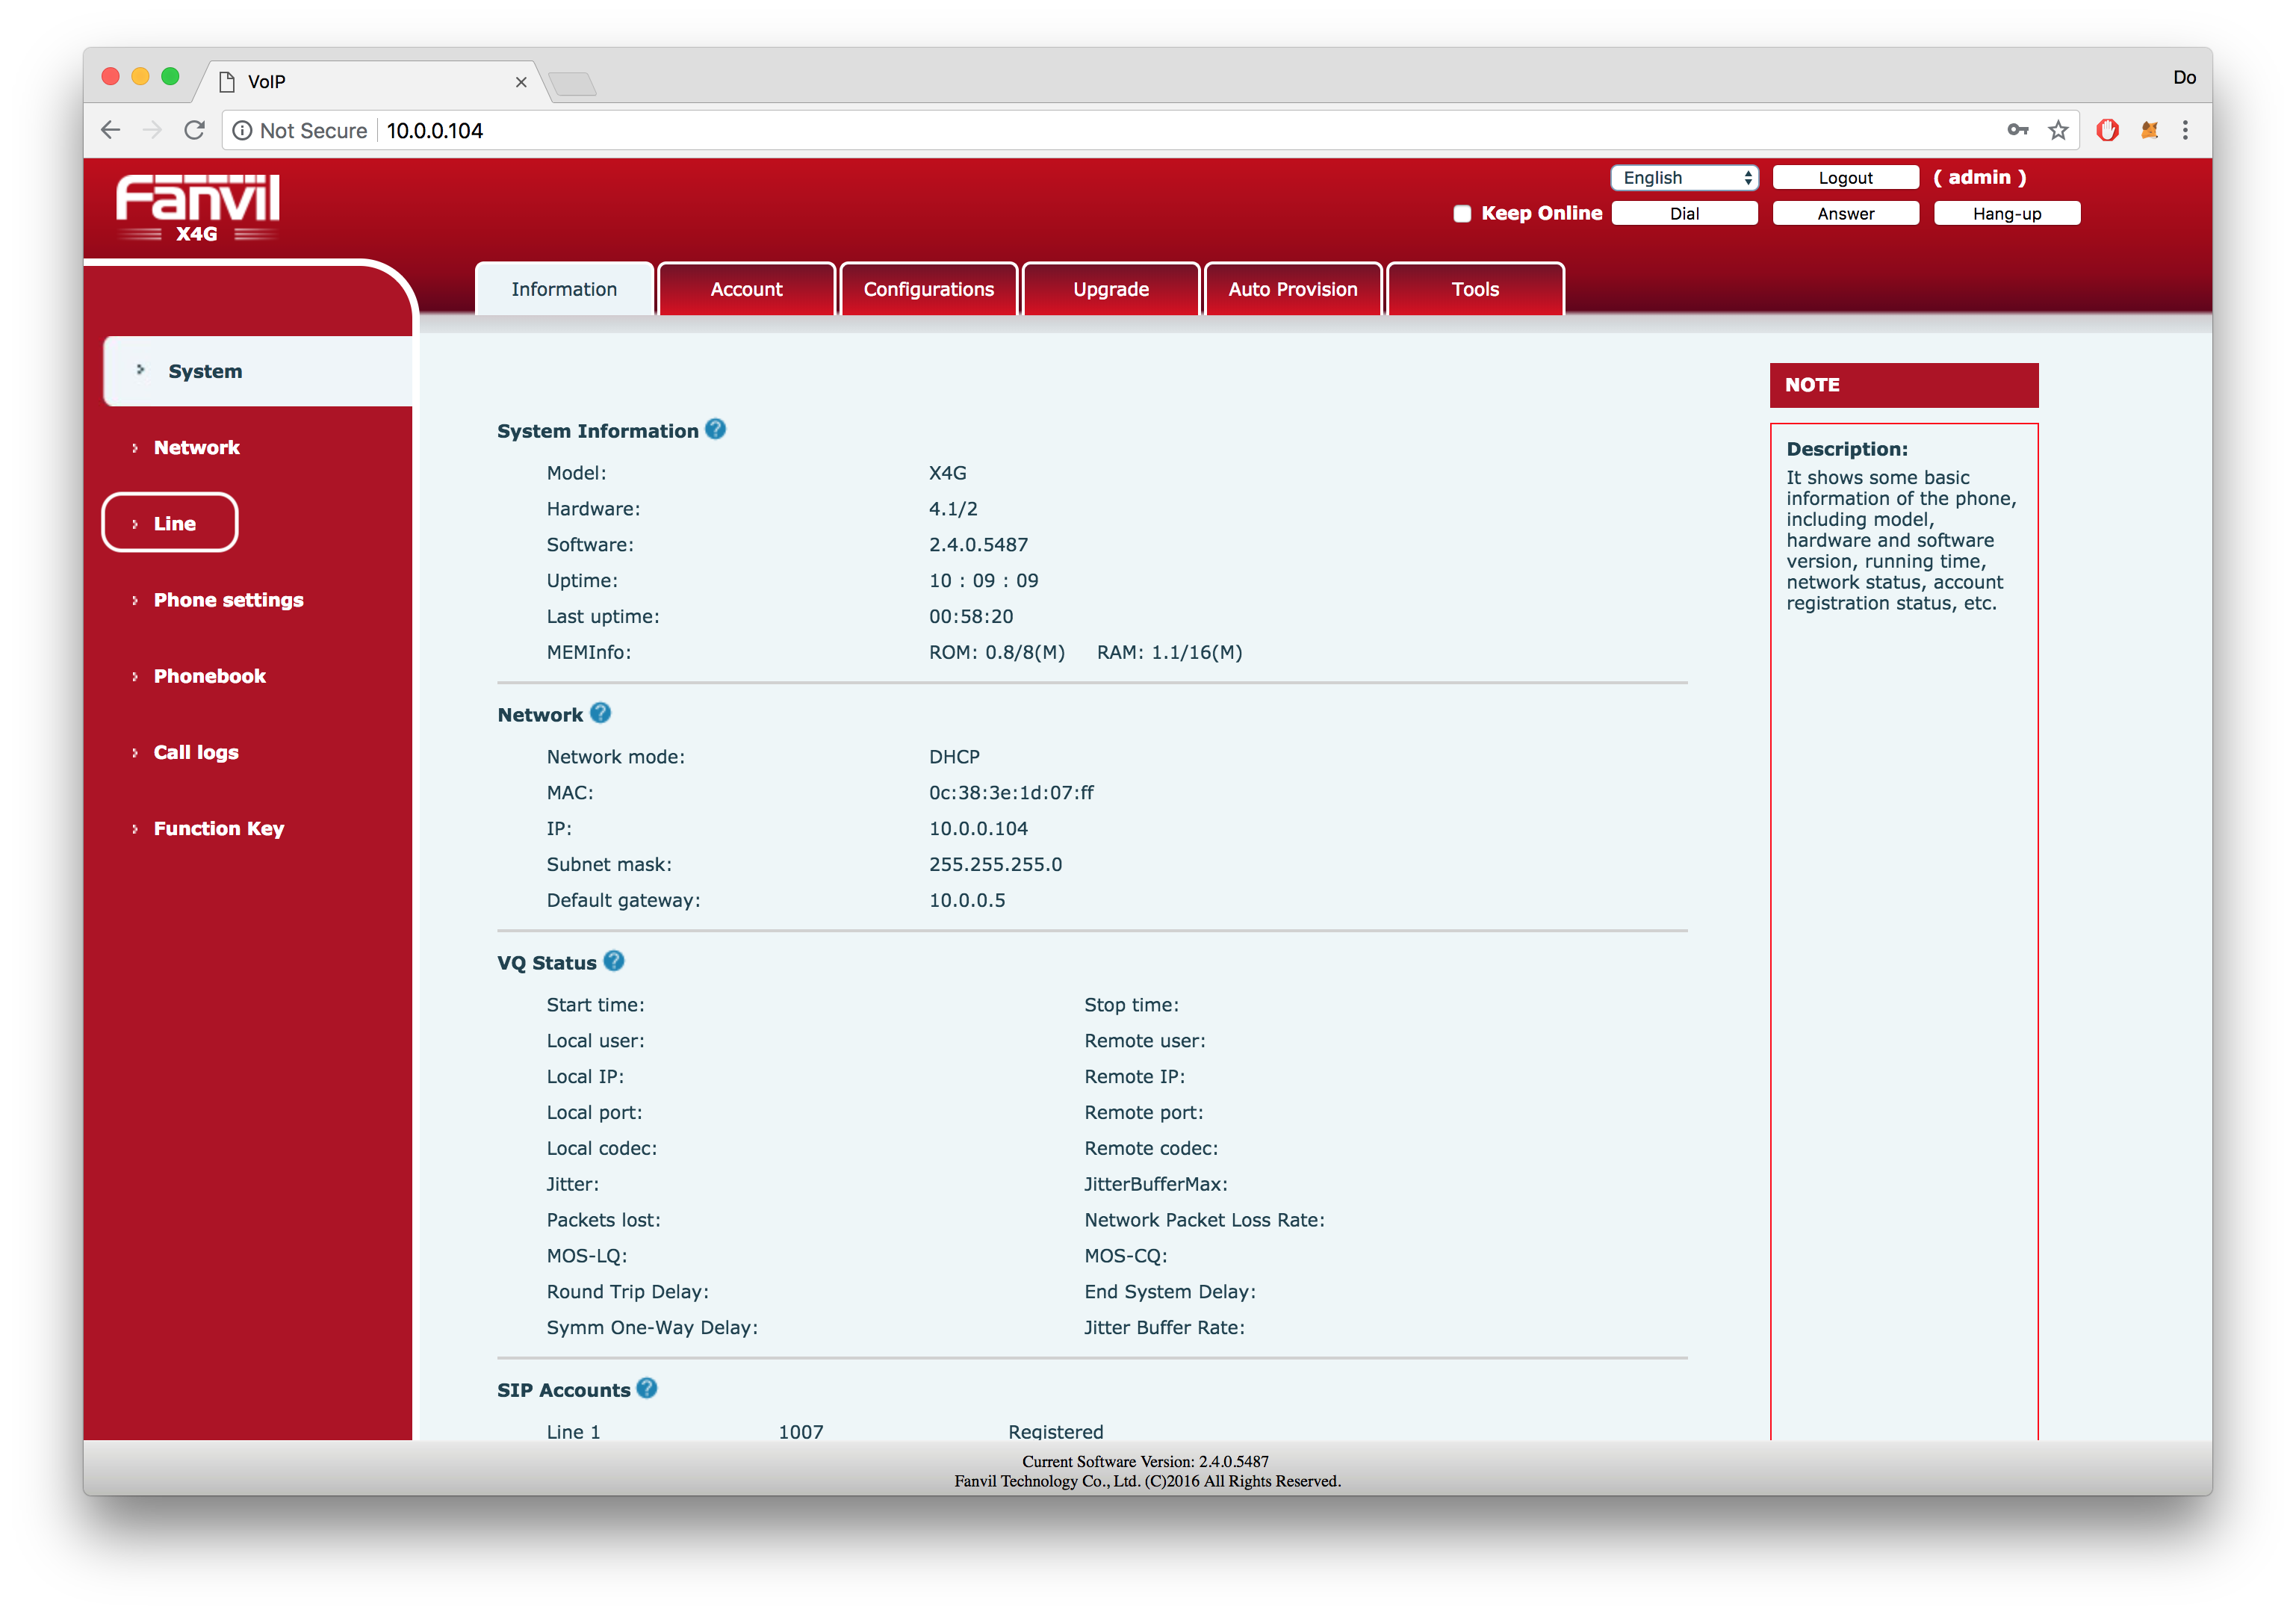 VoIP
Do
Not Secure 10.0.0.104
Fanvil
X4G
English Logout ( admin )
Keep Online Dial Answer Hang-up
Information Account Configurations Upgrade Auto Provision Tools
System
Network
Line
Phone settings
Phonebook
Call logs
Function Key
System Information ?
Model: X4G
Hardware: 4.1/2
Software: 2.4.0.5487
Uptime: 10 : 09 : 09
Last uptime: 00:58:20
MEMInfo: ROM: 0.8/8(M) RAM: 1.1/16(M)
Network ?
Network mode: DHCP
MAC: 0c:38:3e:1d:07:ff
IP: 10.0.0.104
Subnet mask: 255.255.255.0
Default gateway: 10.0.0.5
VQ Status ?
Start time: Stop time:
Local user: Remote user:
Local IP: Remote IP:
Local port: Remote port:
Local codec: Remote codec:
Jitter: JitterBufferMax:
Packets lost: Network Packet Loss Rate:
MOS-LQ: MOS-CQ:
Round Trip Delay: End System Delay:
Symm One-Way Delay: Jitter Buffer Rate:
SIP Accounts ?
Line 1 1007 Registered
NOTE
Description:
It shows some basic
information of the phone,
including model,
hardware and software
version, running time,
network status, account
registration status, etc.
Current Software Version: 2.4.0.5487
Fanvil Technology Co., Ltd. (C)2016 All Rights Reserved.